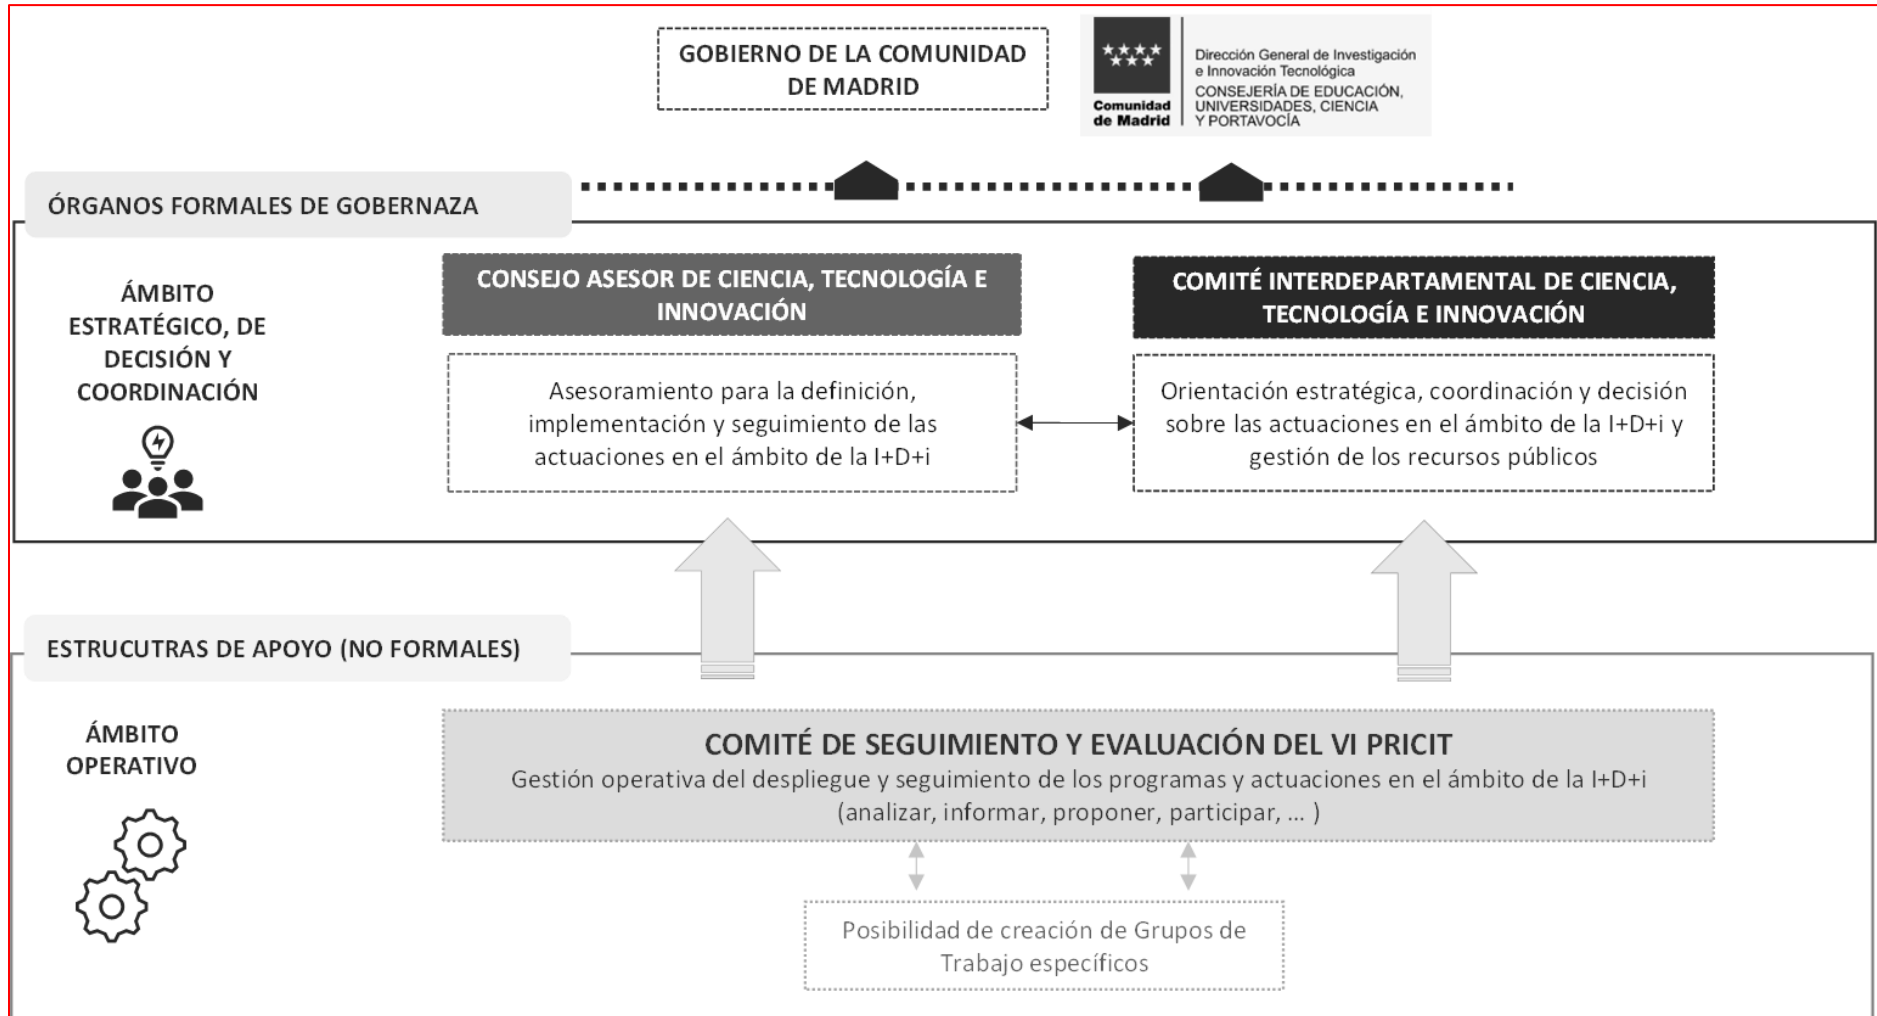 GOBIERNO DE LA COMUNIDAD
DE MADRID
Comunidad
de Madrid
Dirección General de Investigación
e Innovación Tecnológica
CONSEJERÍA DE EDUCACIÓN,
UNIVERSIDADES, CIENCIA
Y PORTAVOCÍA
ÓRGANOS FORMALES DE GOBERNAZA
ÁMBITO
ESTRATÉGICO, DE
DECISIÓN Y
COORDINACIÓN
CONSEJO ASESOR DE CIENCIA, TECNOLOGÍA E
INNOVACIÓN
Asesoramiento para la definición,
implementación y seguimiento de las
actuaciones en el ámbito de la I+D+i
COMITÉ INTERDEPARTAMENTAL DE CIENCIA,
TECNOLOGÍA E INNOVACIÓN
Orientación estratégica, coordinación y decisión
sobre las actuaciones en el ámbito de la I+D+i y
gestión de los recursos públicos
ESTRUCUTRAS DE APOYO (NO FORMALES)
ÁMBITO
OPERATIVO
COMITÉ DE SEGUIMIENTO Y EVALUACIÓN DEL VI PRICIT
Gestión operativa del despliegue y seguimiento de los programas y actuaciones en el ámbito de la I+D+i
(analizar, informar, proponer, participar, ... )
Posibilidad de creación de Grupos de
Trabajo específicos